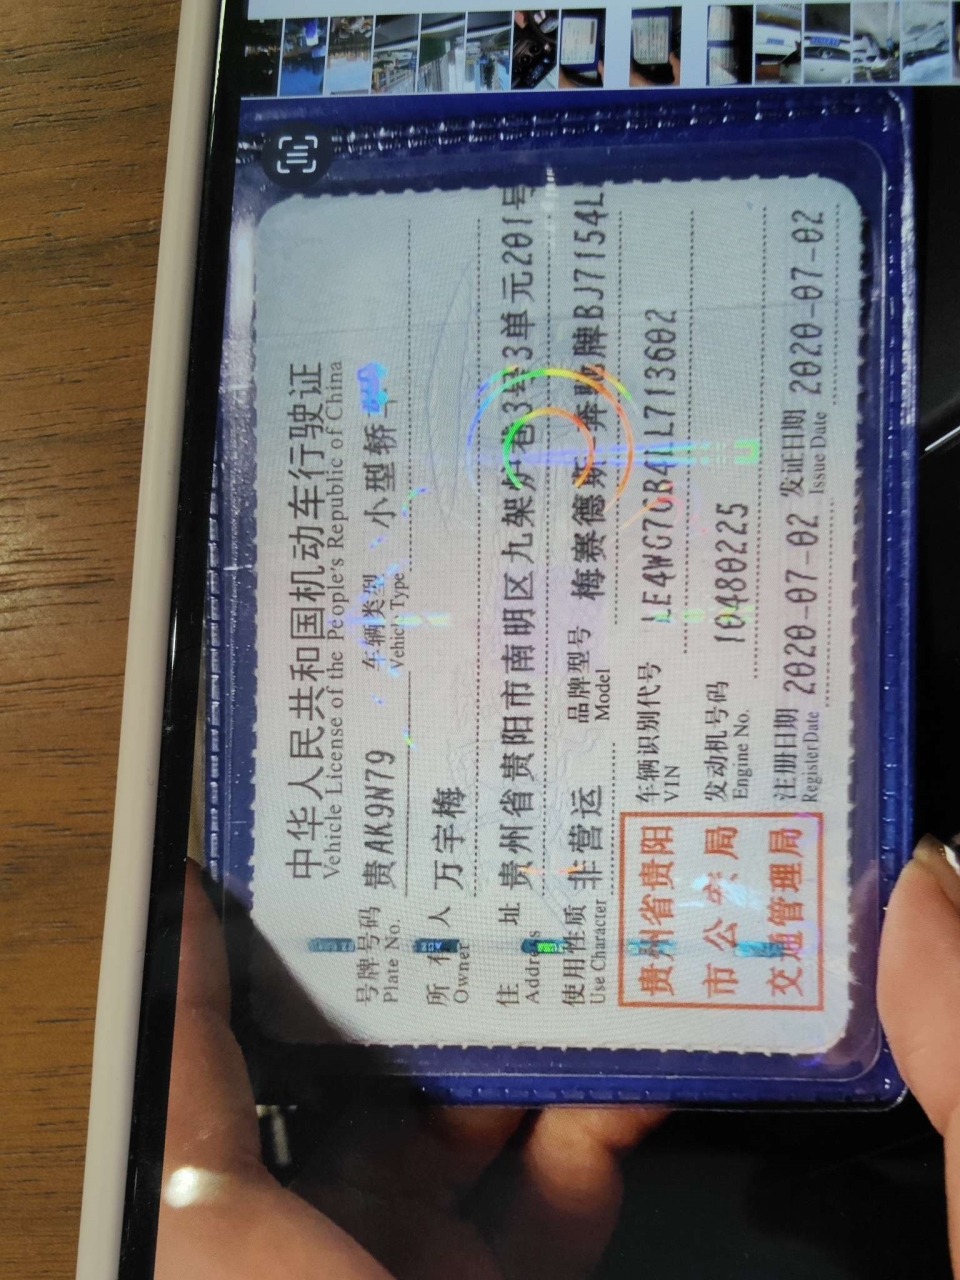 中华人民共和国机动车行驶证
Vehicle License of the People's Republic of China
号牌号码 贵AK9N79 车辆类型 小型轿车
Plate No. Vehicle Type
所有人 万宇梅
Owner
住址 贵州省贵阳市南明区九架炉巷3号3单元201号
Address
使用性质 非营运 品牌型号 梅赛德斯-奔驰牌BJ7154L
Use Character Model
车辆识别代号 LE4WG7GB4LL713602
VIN
发动机号码 10480225
Engine No.
注册日期 2020-07-02 发证日期 2020-07-02
Register Date Issue Date
贵州省贵阳
市公安局
交通管理局